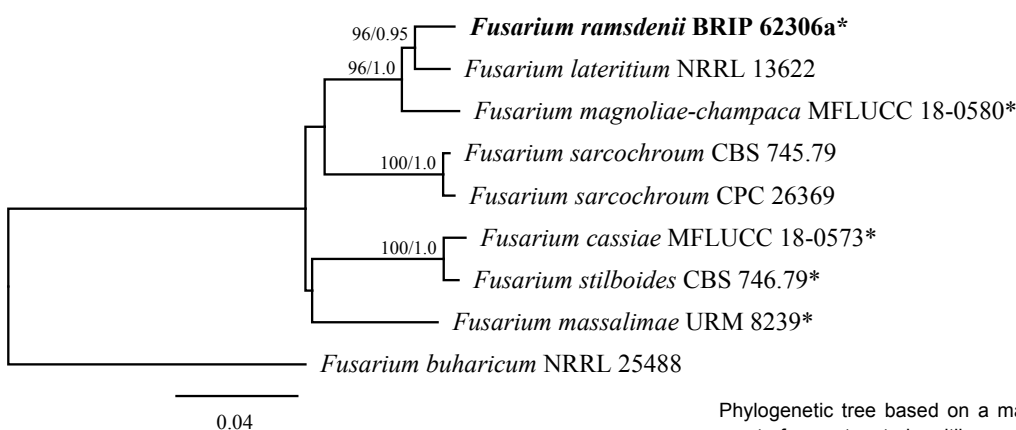 96/0.95
Fusarium ramsdenii BRIP 62306a*
96/1.0
Fusarium lateritium NRRL 13622
Fusarium magnoliae-champaca MFLUCC 18-0580*
100/1.0
Fusarium sarcochroum CBS 745.79
Fusarium sarcochroum CPC 26369
Fusarium cassiae MFLUCC 18-0573*
100/1.0
Fusarium stilboides CBS 746.79*
Fusarium massalimae URM 8239*
Fusarium buharicum NRRL 25488
0.04
Phylogenetic tree based on a ma